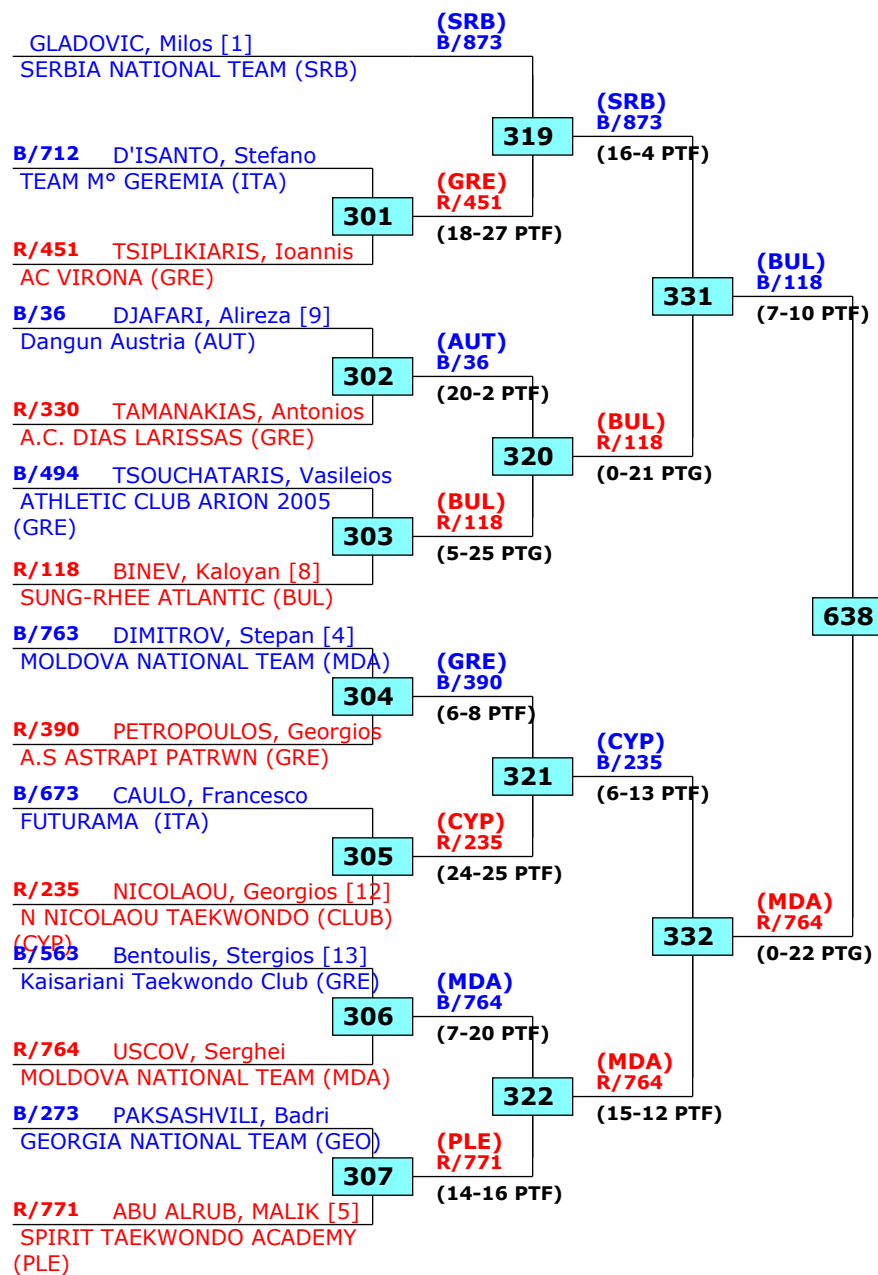 GLADOVIC, Milos [1]
SERBIA NATIONAL TEAM (SRB)
(SRB)
B/873
319
(SRB)
B/873
(16-4 PTF)
B/712 D'ISANTO, Stefano
TEAM Mº GEREMIA (ITA)
301
(GRE)
R/451
(18-27 PTF)
R/451 TSIPLIKIARIS, Ioannis
AC VIRONA (GRE)
331
(BUL)
B/118
(7-10 PTF)
B/36 DJAFARI, Alireza [9]
Dangun Austria (AUT)
302
(AUT)
B/36
(20-2 PTF)
R/330 TAMANAKIAS, Antonios
A.C. DIAS LARISSAS (GRE)
320
(BUL)
R/118
(0-21 PTG)
B/494 TSOUCHATARIS, Vasileios
ATHLETIC CLUB ARION 2005
(GRE)
303
(BUL)
R/118
(5-25 PTG)
R/118 BINEV, Kaloyan [8]
SUNG-RHEE ATLANTIC (BUL)
638
B/763 DIMITROV, Stepan [4]
MOLDOVA NATIONAL TEAM (MDA)
304
(GRE)
B/390
(6-8 PTF)
R/390 PETROPOULOS, Georgios
A.S ASTRAPI PATRWN (GRE)
321
(CYP)
B/235
(6-13 PTF)
B/673 CAULO, Francesco
FUTURAMA (ITA)
305
(CYP)
R/235
(24-25 PTF)
R/235 NICOLAOU, Georgios [12]
N NICOLAOU TAEKWONDO (CLUB)
(CYP)
332
(MDA)
R/764
(0-22 PTG)
B/563 Bentoulis, Stergios [13]
Kaisariani Taekwondo Club (GRE)
306
(MDA)
B/764
(7-20 PTF)
R/764 USCOV, Serghei
MOLDOVA NATIONAL TEAM (MDA)
322
(MDA)
R/764
(15-12 PTF)
B/273 PAKSASHVILI, Badri
GEORGIA NATIONAL TEAM (GEO)
307
(PLE)
R/771
(14-16 PTF)
R/771 ABU ALRUB, MALIK [5]
SPIRIT TAEKWONDO ACADEMY
(PLE)